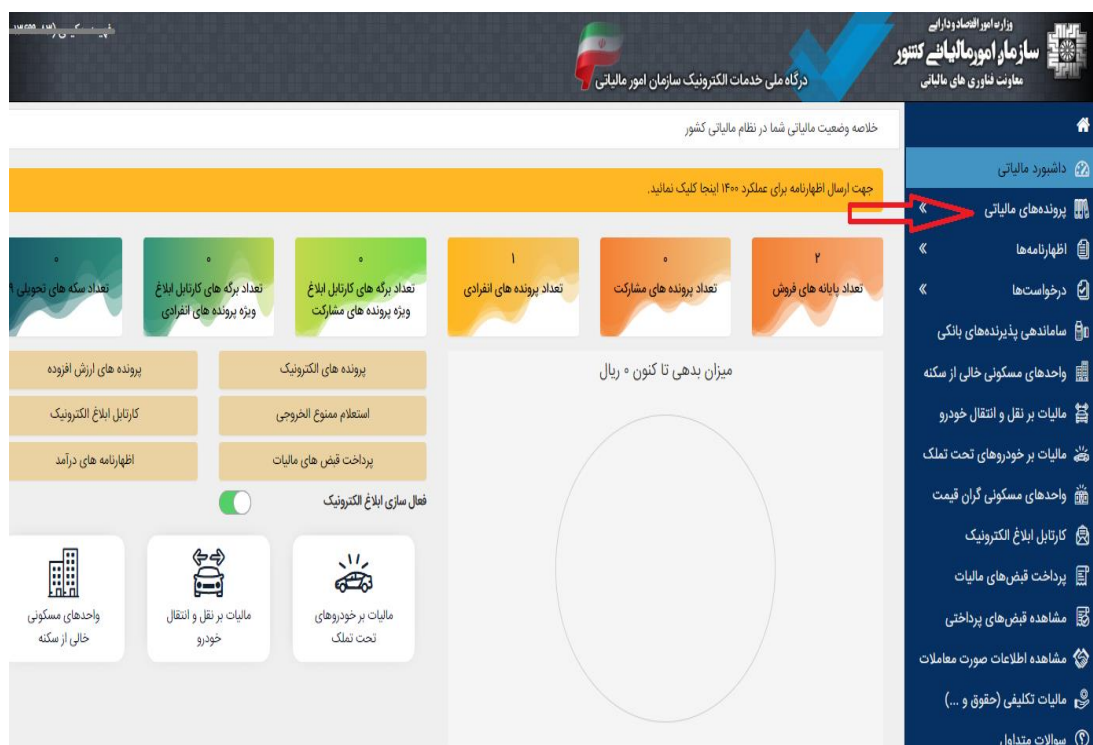 وزارت امور اقتصاد و دارایی
سازمان امور مالیاتی کشور
معاونت فناوری های مالیاتی
درگاه ملی خدمات الکترونیک سازمان امور مالیاتی
داشبورد مالیاتی
پرونده‌های مالیاتی
اظهارنامه‌ها
درخواست‌ها
ساماندهی پذیرنده‌های بانکی
واحدهای مسکونی خالی از سکنه
مالیات بر نقل و انتقال خودرو
مالیات بر خودروهای تحت تملک
واحدهای مسکونی گران قیمت
کارتابل ابلاغ الکترونیک
پرداخت قبض‌های مالیات
مشاهده قبض‌های پرداختی
مشاهده اطلاعات صورت معاملات
مالیات تکلیفی (حقوق و ...)
سوالات متداول
خلاصه وضعیت مالیاتی شما در نظام مالیاتی کشور
جهت ارسال اظهارنامه برای عملکرد ۱۴۰۰ اینجا کلیک نمائید.
۲
تعداد پایانه های فروش
۰
تعداد پرونده های مشارکت
۱
تعداد پرونده های انفرادی
۰
تعداد برگه های کارتابل ابلاغ
ویژه پرونده های مشارکت
۰
تعداد برگه های کارتابل ابلاغ
ویژه پرونده های انفرادی
۰
تعداد سکه های تحویلی ۹
میزان بدهی تا کنون ۰ ریال
پرونده های الکترونیک
پرونده های ارزش افزوده
استعلام ممنوع الخروجی
کارتابل ابلاغ الکترونیک
پرداخت قبض های مالیات
اظهارنامه های درآمد
فعال سازی ابلاغ الکترونیک
مالیات بر خودروهای
تحت تملک
مالیات بر نقل و انتقال
خودرو
واحدهای مسکونی
خالی از سکنه